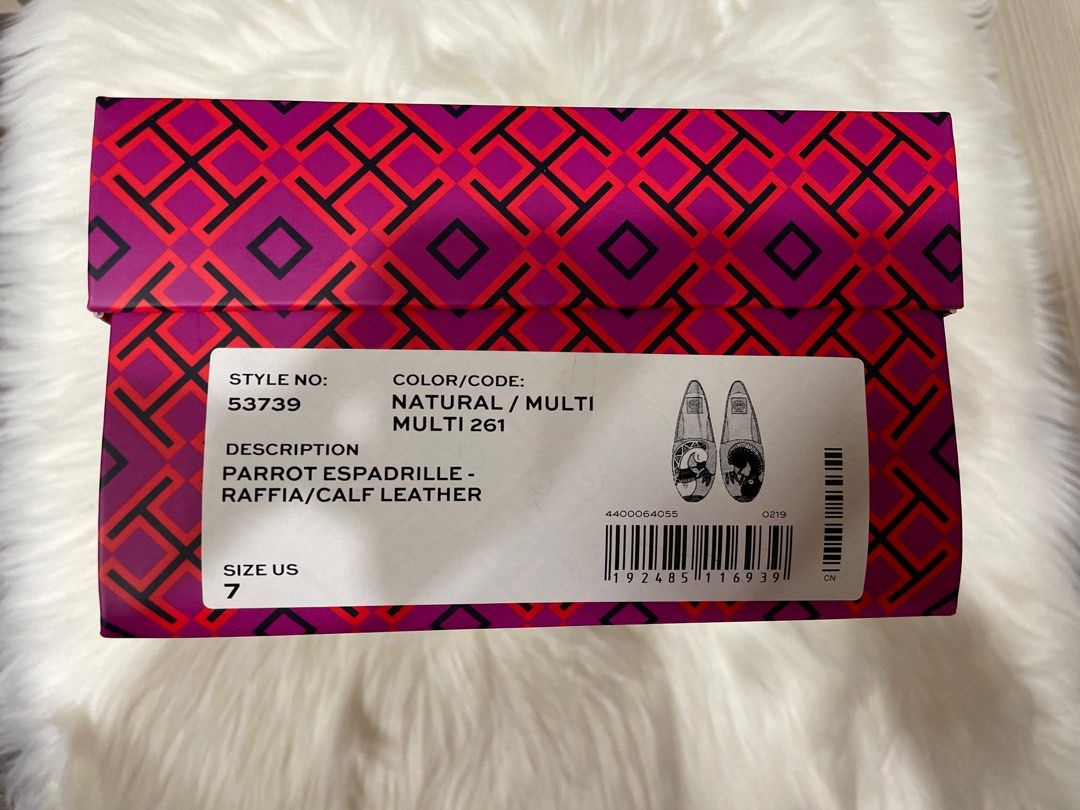 STYLE NO:
53739
COLOR/CODE:
NATURAL / MULTI
MULTI 261
DESCRIPTION
PARROT ESPADRILLE -
RAFFIA/CALF LEATHER
SIZE US
7
4400064055 0219
192485 116939
CN